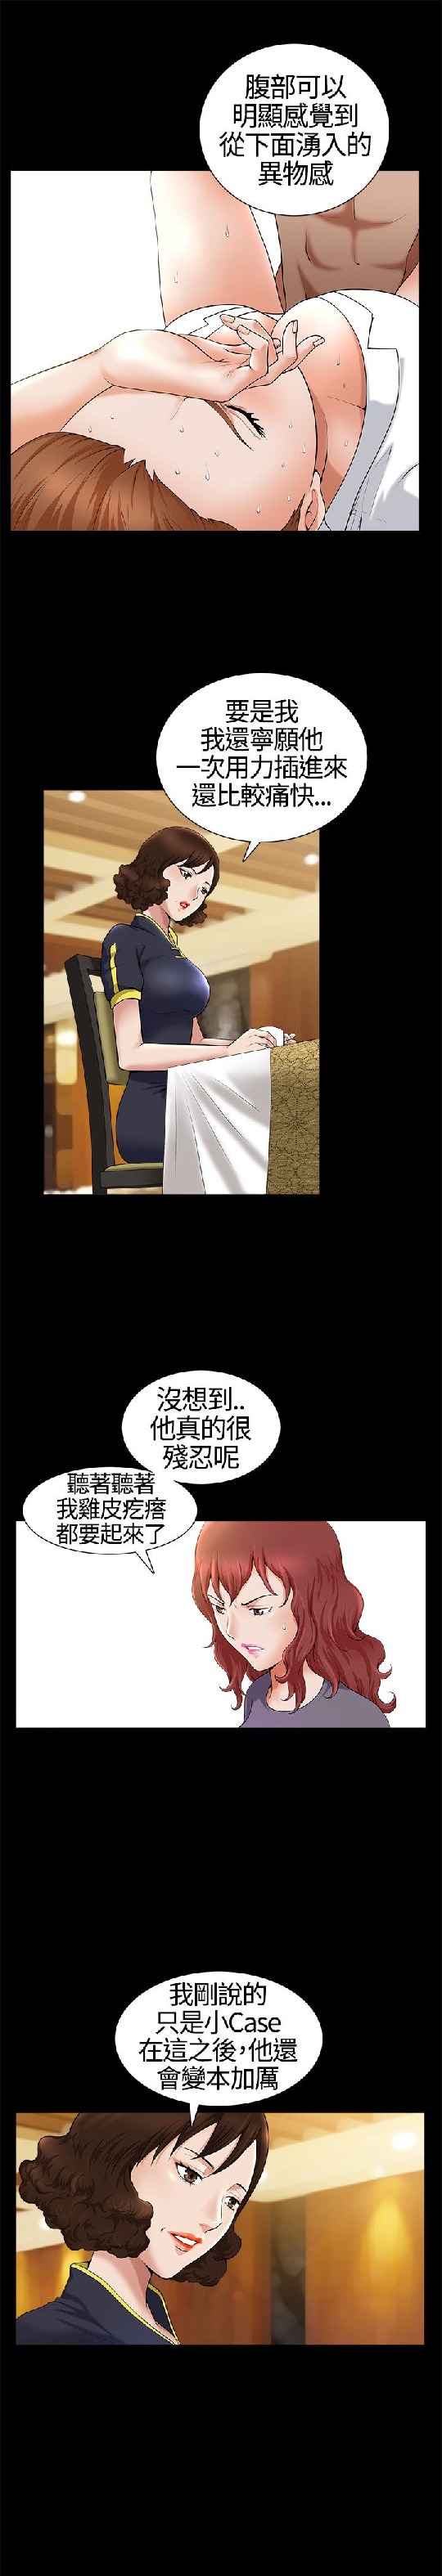 腹部可以
明顯感覺到
從下面湧入的
異物感
要是我
我還寧願他
一次用力插進來
還比較痛快...
沒想到..
他真的很
殘忍呢
聽著聽著
我雞皮疙瘩
都要起來了
我剛說的
只是小Case
在這之後,他還
會變本加厲